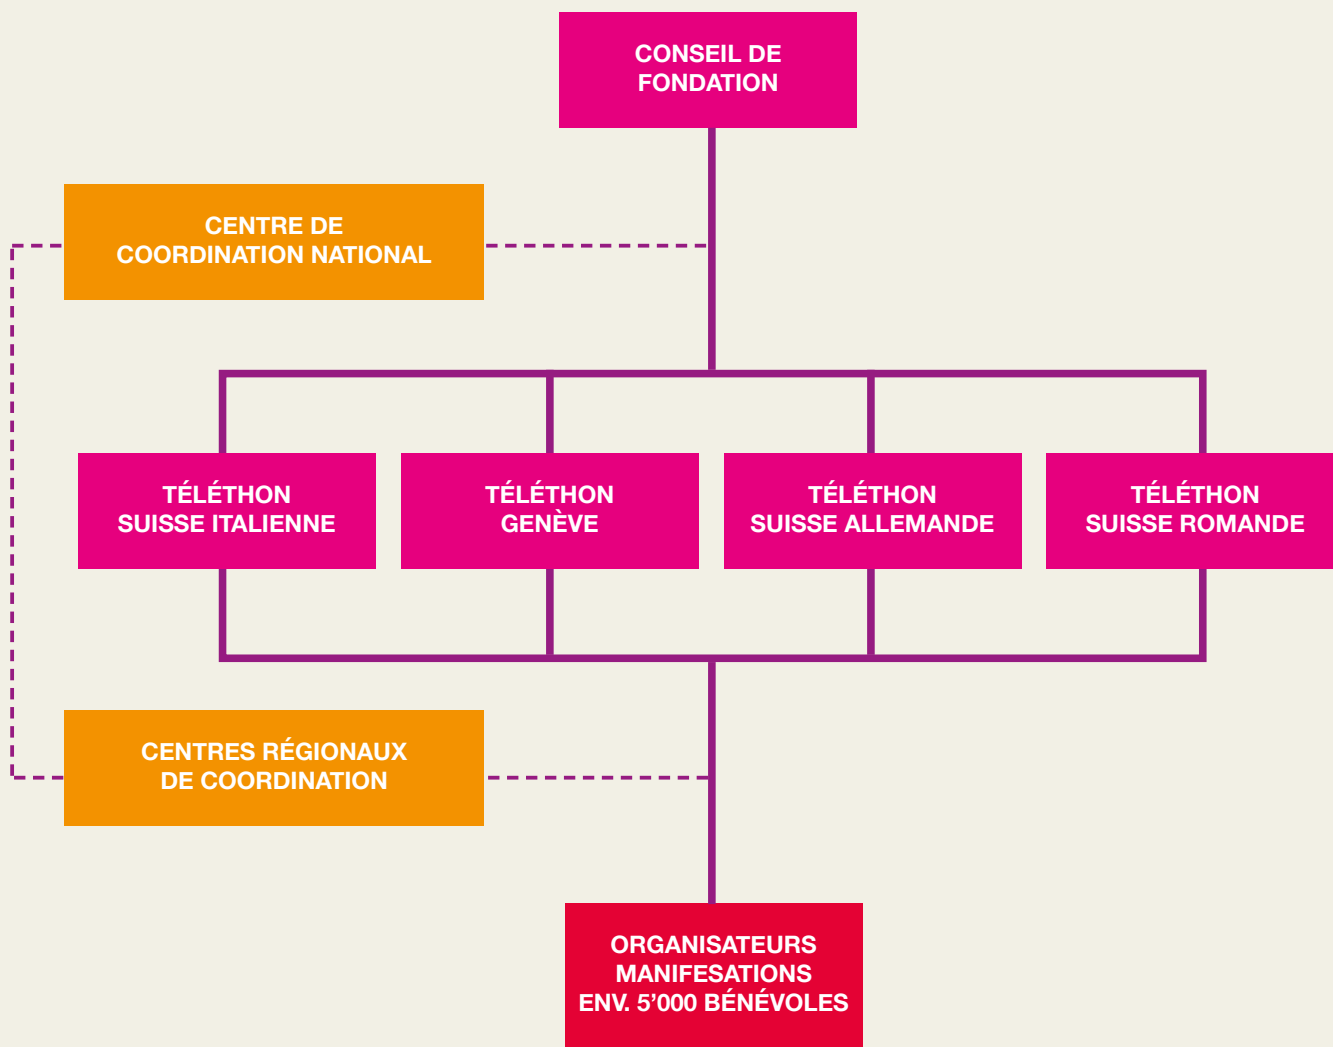 CONSEIL DE
FONDATION
CENTRE DE
COORDINATION NATIONAL
TÉLÉTHON
SUISSE ITALIENNE
TÉLÉTHON
GENÈVE
TÉLÉTHON
SUISSE ALLEMANDE
TÉLÉTHON
SUISSE ROMANDE
CENTRES RÉGIONAUX
DE COORDINATION
ORGANISATEURS
MANIFESATIONS
ENV. 5’000 BÉNÉVOLES